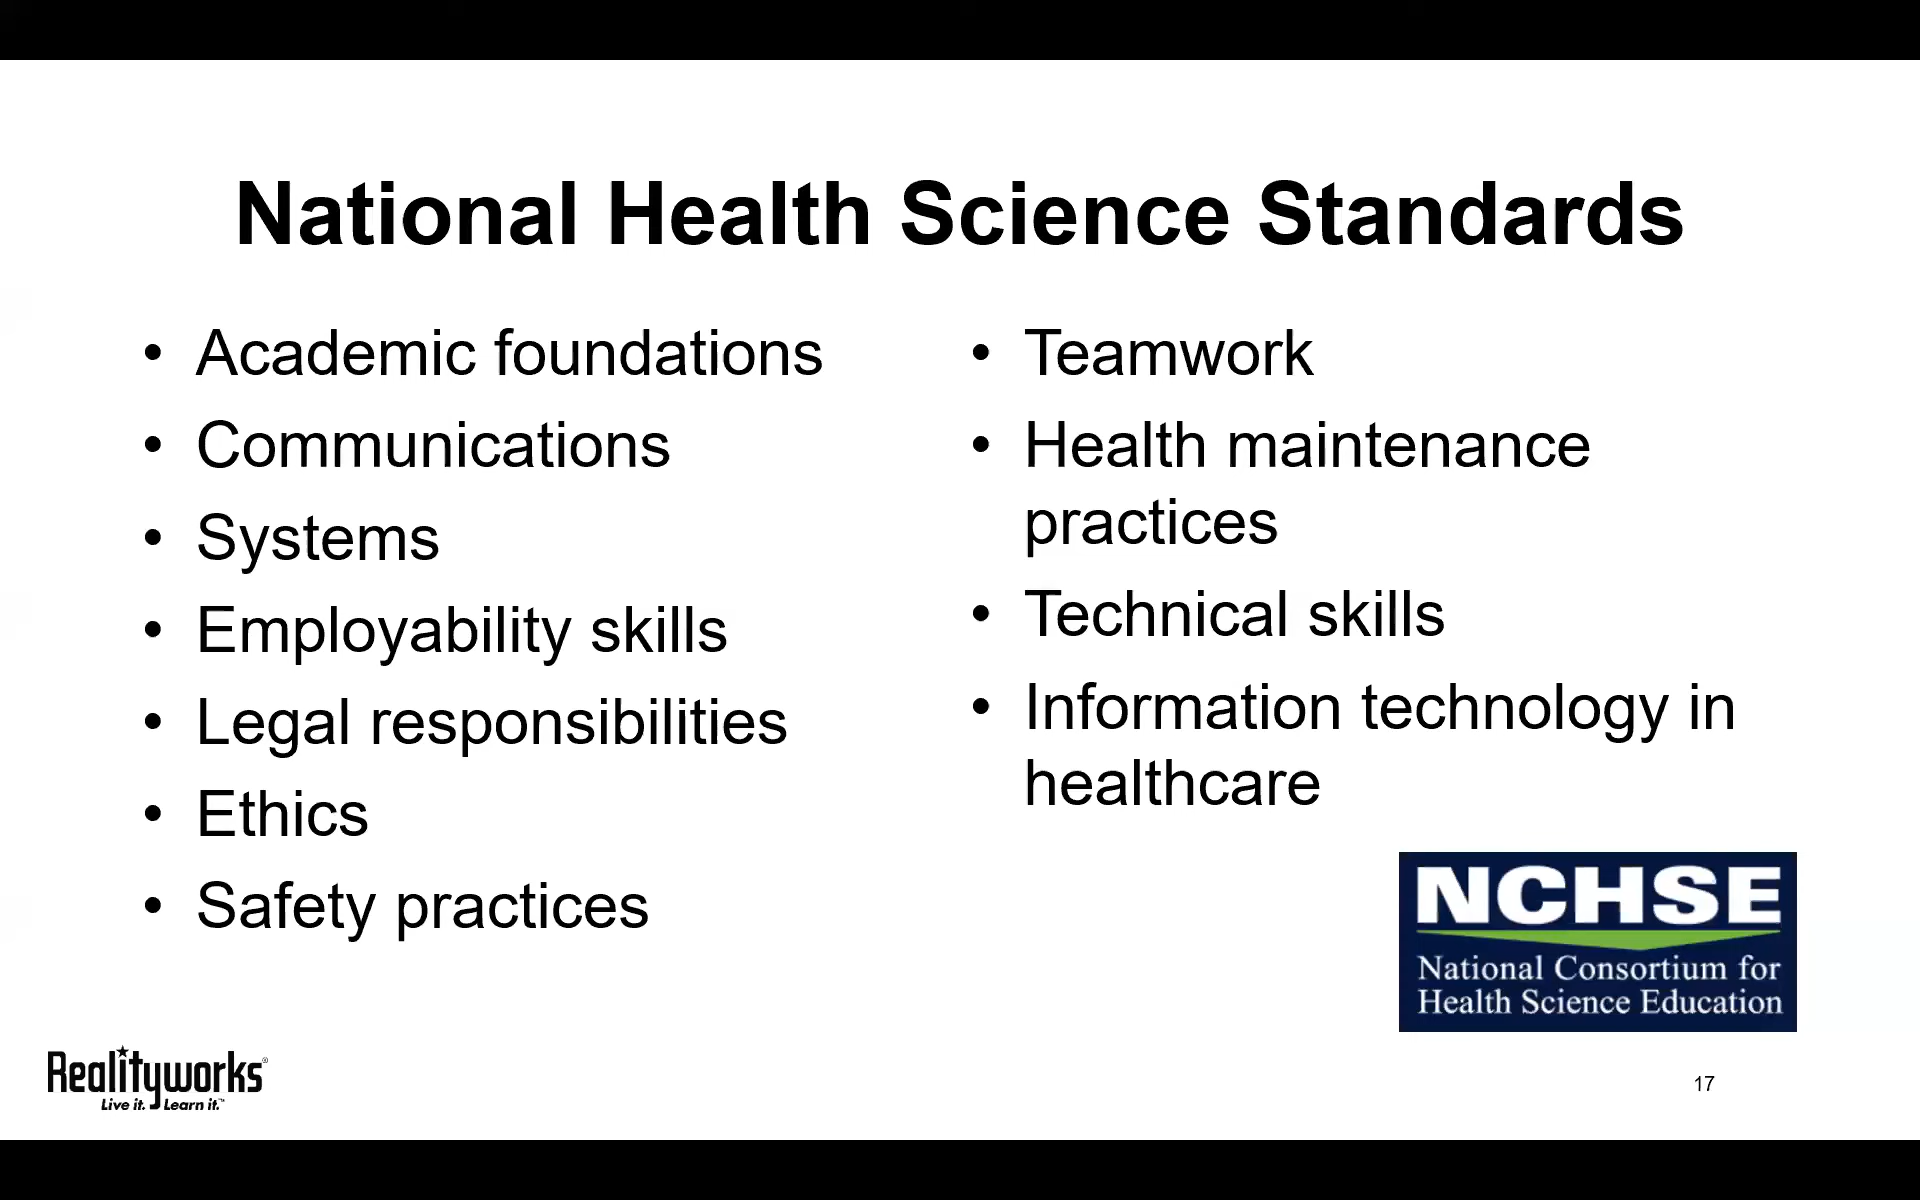 National Health Science Standards
• Academic foundations
• Communications
• Systems
• Employability skills
• Legal responsibilities
• Ethics
• Safety practices
• Teamwork
• Health maintenance
practices
• Technical skills
• Information technology in
healthcare
NCHSE
National Consortium for
Health Science Education
Realityworks®
Live it. Learn it.™
17